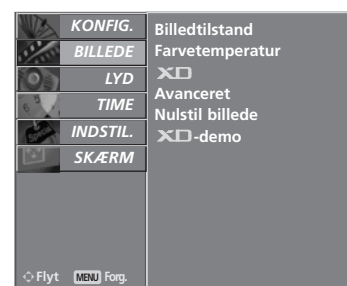 KONFIG.
BILLEDE
LYD
TIME
INDSTIL.
SKÆRM
Billedtilstand
Farvetemperatur
XD
Avanceret
Nulstil billede
XD-demo
Flyt MENU Forg.